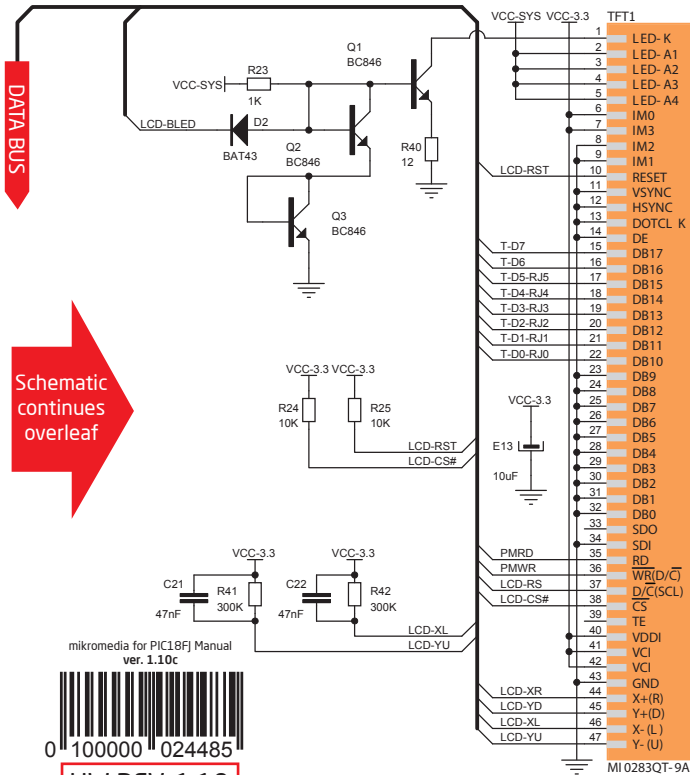 VCC-SYS VCC-3.3 TFT1
DATA BUS
Q1
BC846
R23
VCC-SYS
1K
LCD-BLED
D2
BAT43
Q2
BC846
R40
12
Q3
BC846
LCD-RST
1 LED- K
2 LED- A1
3 LED- A2
4 LED- A3
5 LED- A4
6 IM0
7 IM3
8 IM2
9 IM1
10 RESET
11 VSYNC
12 HSYNC
13 DOTCL K
14 DE
T-D7 15 DB17
T-D6 16 DB16
T-D5-RJ5 17 DB15
T-D4-RJ4 18 DB14
T-D3-RJ3 19 DB13
T-D2-RJ2 20 DB12
T-D1-RJ1 21 DB11
T-D0-RJ0 22 DB10
23 DB9
24 DB8
25 DB7
26 DB6
27 DB5
28 DB4
29 DB3
30 DB2
31 DB1
32 DB0
33 SDO
34 SDI
PMRD 35 RD
PMWR 36 WR(D/C)
LCD-RS 37 D/C(SCL)
LCD-CS# 38 CS
39 TE
40 VDDI
41 VCI
42 VCI
43 GND
LCD-XR 44 X+(R)
LCD-YD 45 Y+(D)
LCD-XL 46 X- (L )
LCD-YU 47 Y- (U)
MI 0283QT- 9A
Schematic
continues
overleaf
VCC-3.3 VCC-3.3
R24
10K
R25
10K
LCD-RST
LCD-CS#
VCC-3.3
E13
10uF
VCC-3.3 VCC-3.3
C21
47nF
R41
300K
C22
47nF
R42
300K
LCD-XL
LCD-YU
mikromedia for PIC18FJ Manual
ver. 1.10c
0 100000 024485